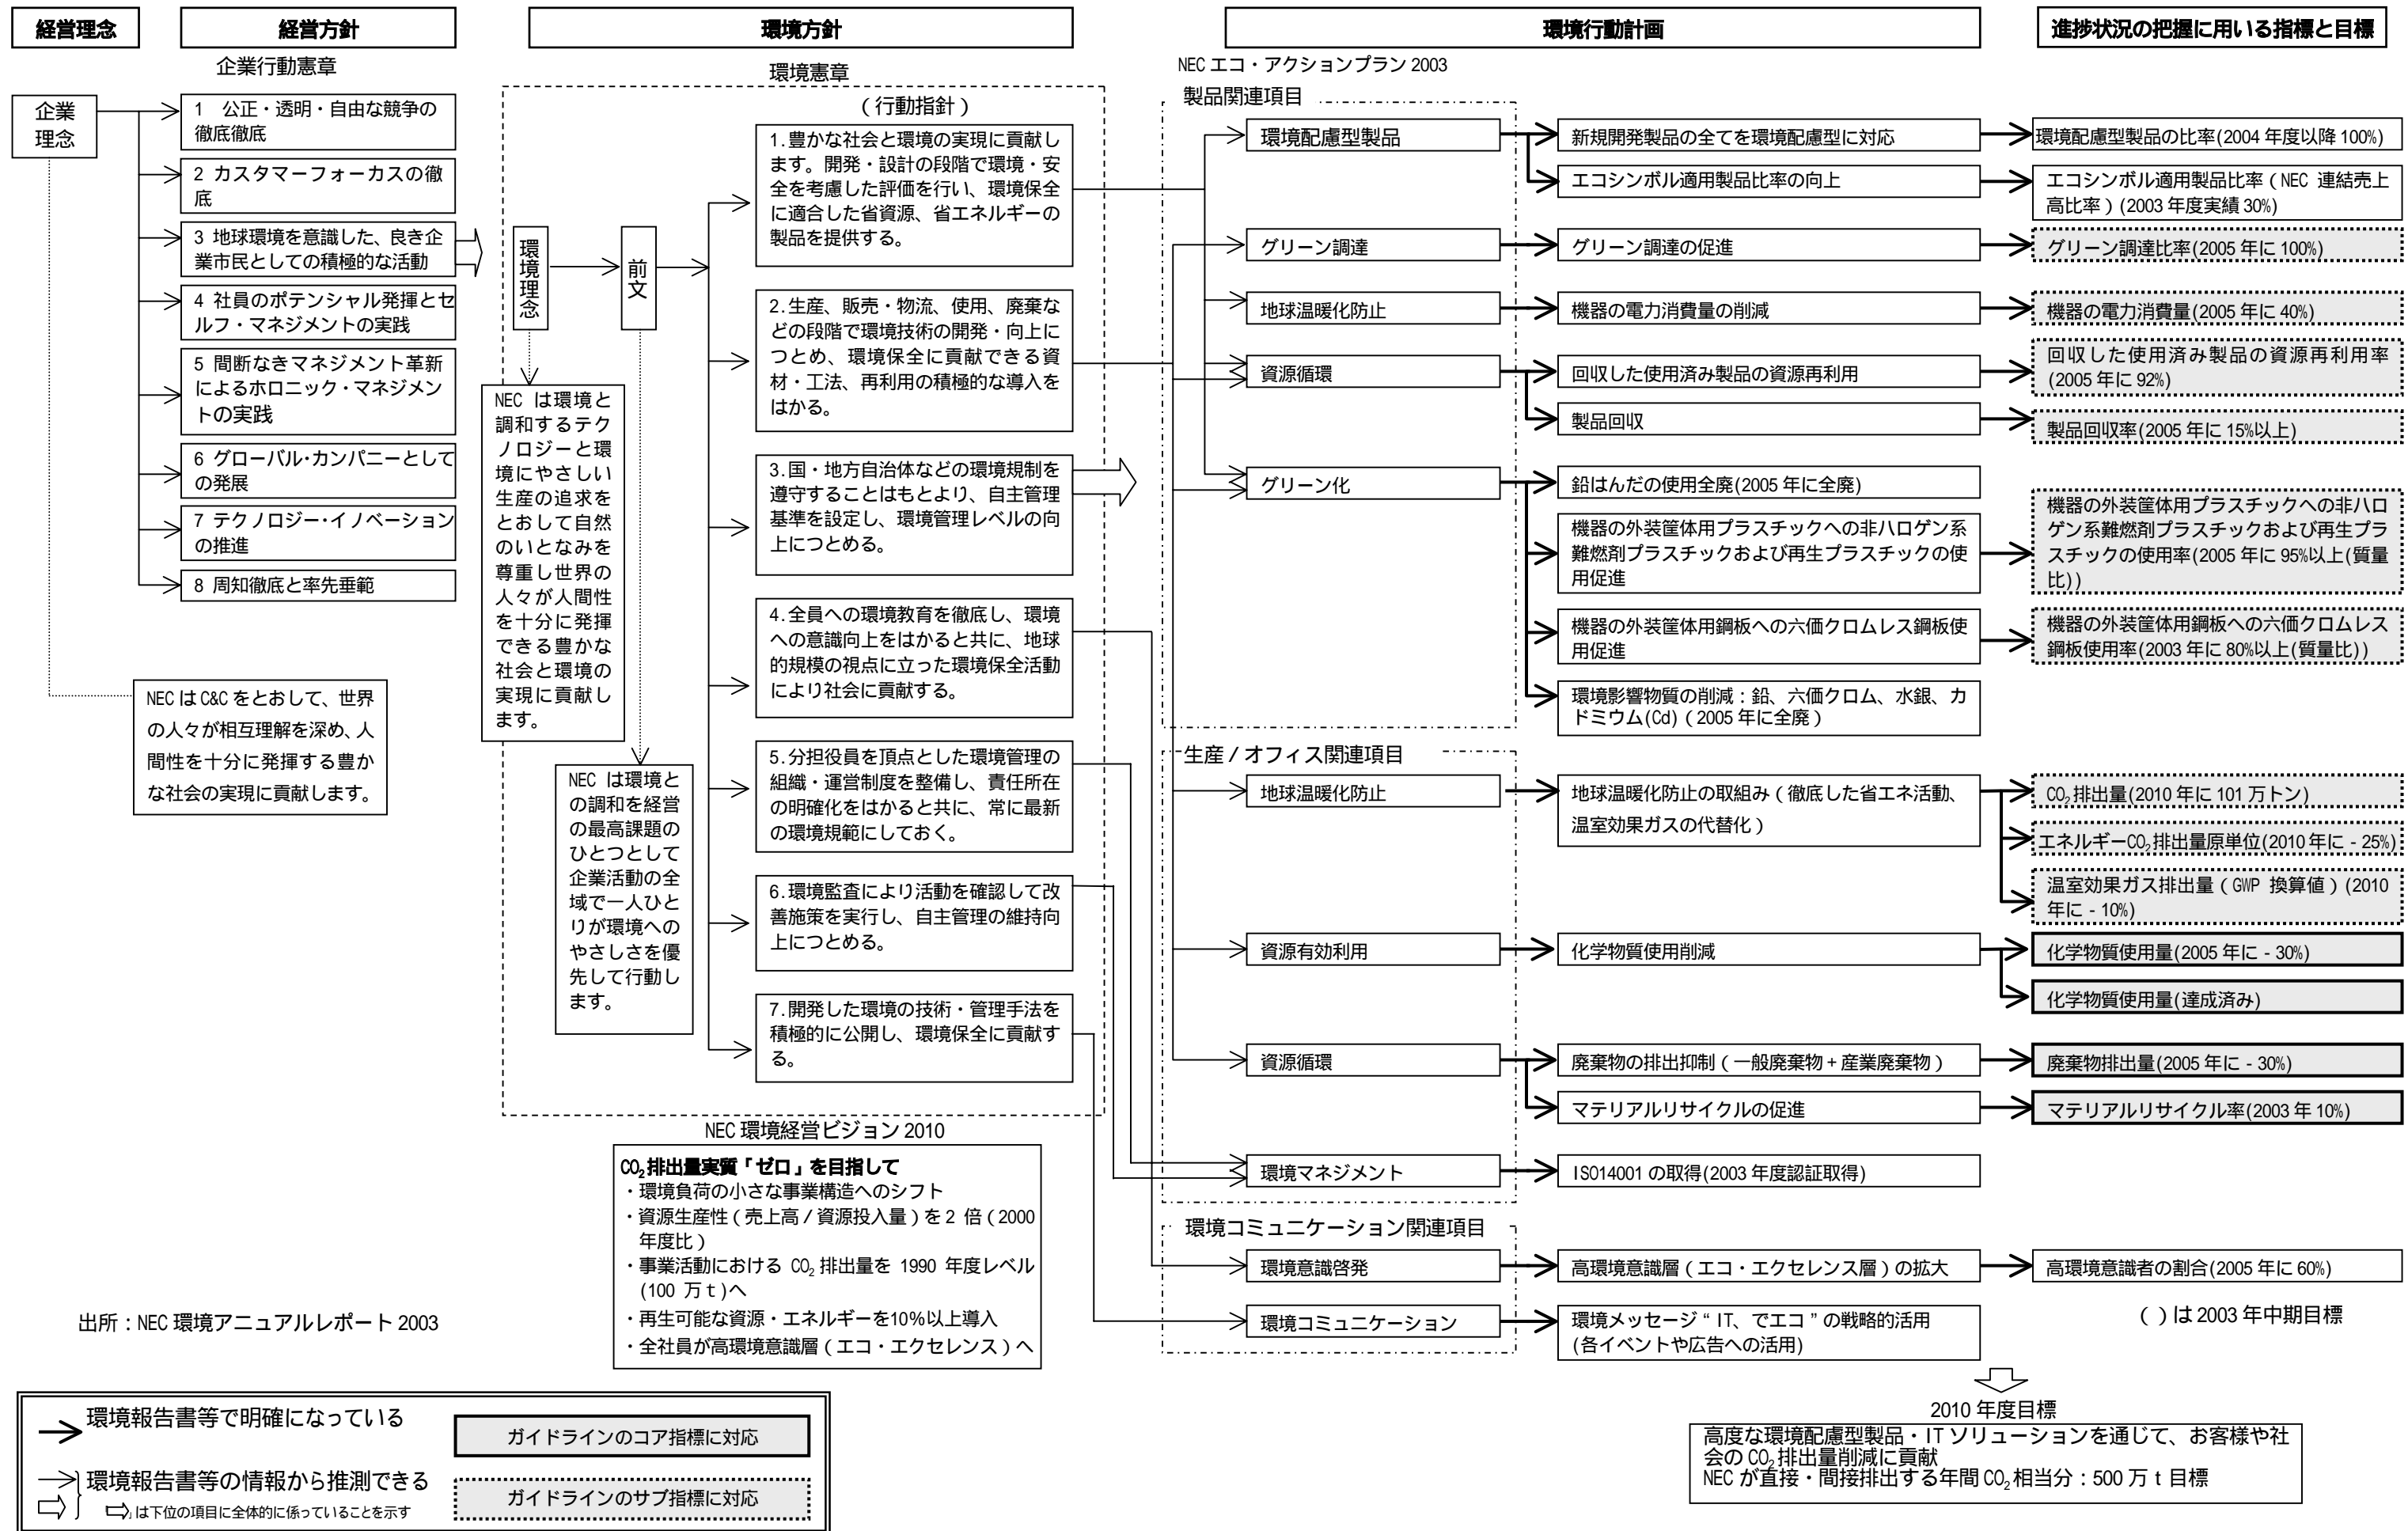 経営理念
経営方針
環境方針
環境行動計画
進捗状況の把握に用いる指標と目標
企業行動憲章
企業
理念
1　公正・透明・自由な競争の
徹底徹底
2 カスタマーフォーカスの徹
底
3 地球環境を意識した、良き企
業市民としての積極的な活動
4 社員のポテンシャル発揮とセ
ルフ・マネジメントの実践
5 間断なきマネジメント革新
によるホロニック・マネジメン
トの実践
6 グローバル・カンパニーとして
の発展
7 テクノロジー・イノベーション
の推進
8 周知徹底と率先垂範
NEC は C&C をとおして、世界
の人々が相互理解を深め、人
間性を十分に発揮する豊か
な社会の実現に貢献します。
環境憲章
(行動指針)
環境理念
前文
NEC は環境と
調和するテク
ノロジーと環
境にやさしい
生産の追求を
とおして自然
のいとなみを
尊重し世界の
人々が人間性
を十分に発揮
できる豊かな
社会と環境の
実現に貢献し
ます。
NEC は環境と
の調和を経営
の最高課題の
ひとつとして
企業活動の全
域で一人ひと
りが環境への
やさしさを優
先して行動し
ます。
1.豊かな社会と環境の実現に貢献し
ます。開発・設計の段階で環境・安
全を考慮した評価を行い、環境保全
に適合した省資源、省エネルギーの
製品を提供する。
2.生産、販売・物流、使用、廃棄な
どの段階で環境技術の開発・向上に
つとめ、環境保全に貢献できる資
材・工法、再利用の積極的な導入を
はかる。
3.国・地方自治体などの環境規制を
遵守することはもとより、自主管理
基準を設定し、環境管理レベルの向
上につとめる。
4.全員への環境教育を徹底し、環境
への意識向上をはかると共に、地球
的規模の視点に立った環境保全活動
により社会に貢献する。
5.分担役員を頂点とした環境管理の
組織・運営制度を整備し、責任所在
の明確化をはかると共に、常に最新
の環境規範にしておく。
6.環境監査により活動を確認して改
善施策を実行し、自主管理の維持向
上につとめる。
7.開発した環境の技術・管理手法を
積極的に公開し、環境保全に貢献す
る。
NEC 環境経営ビジョン 2010
CO2排出量実質「ゼロ」を目指して
・環境負荷の小さな事業構造へのシフト
・資源生産性(売上高/資源投入量)を 2 倍(2000
年度比)
・事業活動における CO2 排出量を 1990 年度レベル
(100 万 t)へ
・再生可能な資源・エネルギーを10%以上導入
・全社員が高環境意識層(エコ・エクセレンス)へ
NEC エコ・アクションプラン 2003
製品関連項目
環境配慮型製品
新規開発製品の全てを環境配慮型に対応
環境配慮型製品の比率(2004 年度以降 100%)
エコシンボル適用製品比率の向上
エコシンボル適用製品比率(NEC 連結売上
高比率)(2003 年度実績 30%)
グリーン調達
グリーン調達の促進
グリーン調達比率(2005 年に 100%)
地球温暖化防止
機器の電力消費量の削減
機器の電力消費量(2005 年に 40%)
資源循環
回収した使用済み製品の資源再利用
回収した使用済み製品の資源再利用率
(2005 年に 92%)
製品回収
製品回収率(2005 年に 15%以上)
グリーン化
鉛はんだの使用全廃(2005 年に全廃)
機器の外装筐体用プラスチックへの非ハロゲン系
難燃剤プラスチックおよび再生プラスチックの使
用促進
機器の外装筐体用プラスチックへの非ハロ
ゲン系難燃剤プラスチックおよび再生プラ
スチックの使用率(2005 年に 95%以上(質量
比))
機器の外装筐体用鋼板への六価クロムレス鋼板使
用促進
機器の外装筐体用鋼板への六価クロムレス
鋼板使用率(2003 年に 80%以上(質量比))
環境影響物質の削減：鉛、六価クロム、水銀、カ
ドミウム(Cd)(2005 年に全廃)
生産/オフィス関連項目
地球温暖化防止
地球温暖化防止の取組み(徹底した省エネ活動、
温室効果ガスの代替化)
CO2排出量(2010 年に 101 万トン)
エネルギーCO2排出量原単位(2010 年に - 25%)
温室効果ガス排出量(GWP 換算値)(2010
年に - 10%)
資源有効利用
化学物質使用削減
化学物質使用量(2005 年に - 30%)
化学物質使用量(達成済み)
資源循環
廃棄物の排出抑制(一般廃棄物+産業廃棄物)
廃棄物排出量(2005 年に - 30%)
マテリアルリサイクルの促進
マテリアルリサイクル率(2003 年 10%)
環境マネジメント
ISO14001 の取得(2003 年度認証取得)
環境コミュニケーション関連項目
環境意識啓発
高環境意識層(エコ・エクセレンス層)の拡大
高環境意識者の割合(2005 年に 60%)
環境コミュニケーション
環境メッセージ“IT、でエコ”の戦略的活用
(各イベントや広告への活用)
( )は 2003 年中期目標
2010 年度目標
高度な環境配慮型製品・IT ソリューションを通じて、お客様や社
会の CO2排出量削減に貢献
NEC が直接・間接排出する年間 CO2相当分：500 万 t 目標
出所：NEC 環境アニュアルレポート 2003
環境報告書等で明確になっている
ガイドラインのコア指標に対応
環境報告書等の情報から推測できる
ガイドラインのサブ指標に対応
は下位の項目に全体的に係っていることを示す